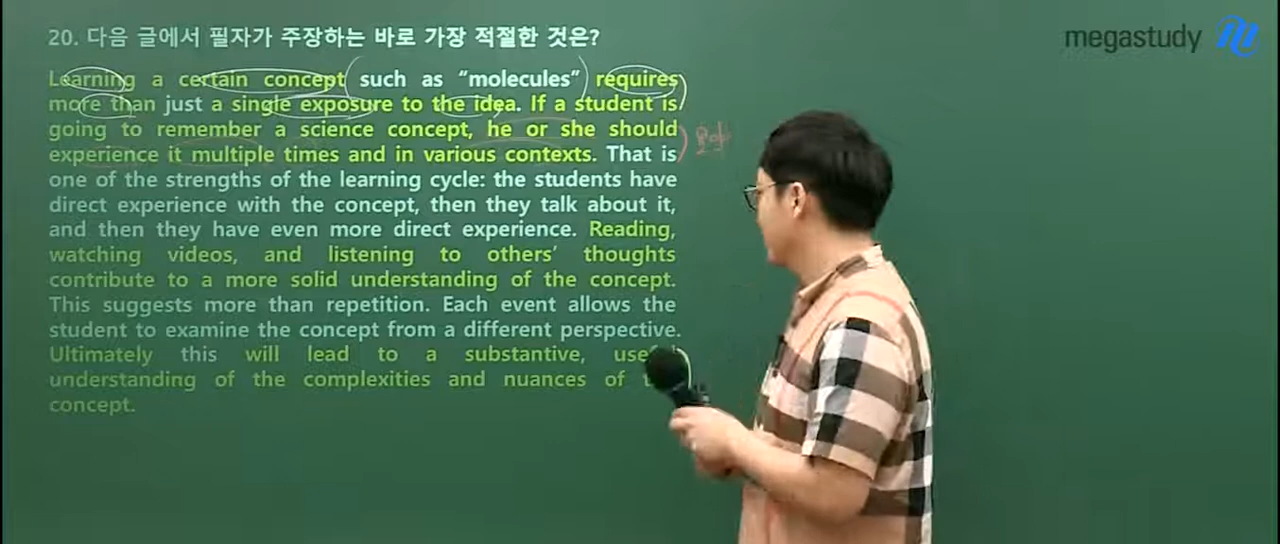 20. 다음 글에서 필자가 주장하는 바로 가장 적절한 것은?
megastudy
Learning a certain concept such as “molecules” requires
more than just a single exposure to the idea. If a student is
going to remember a science concept, he or she should
experience it multiple times and in various contexts. That is
one of the strengths of the learning cycle: the students have
direct experience with the concept, then they talk about it,
and then they have even more direct experience. Reading,
watching videos, and listening to others’ thoughts
contribute to a more solid understanding of the concept.
This suggests more than repetition. Each event allows the
student to examine the concept from a different perspective.
Ultimately this will lead to a substantive,
understanding of the complexities and nuances of
concept.